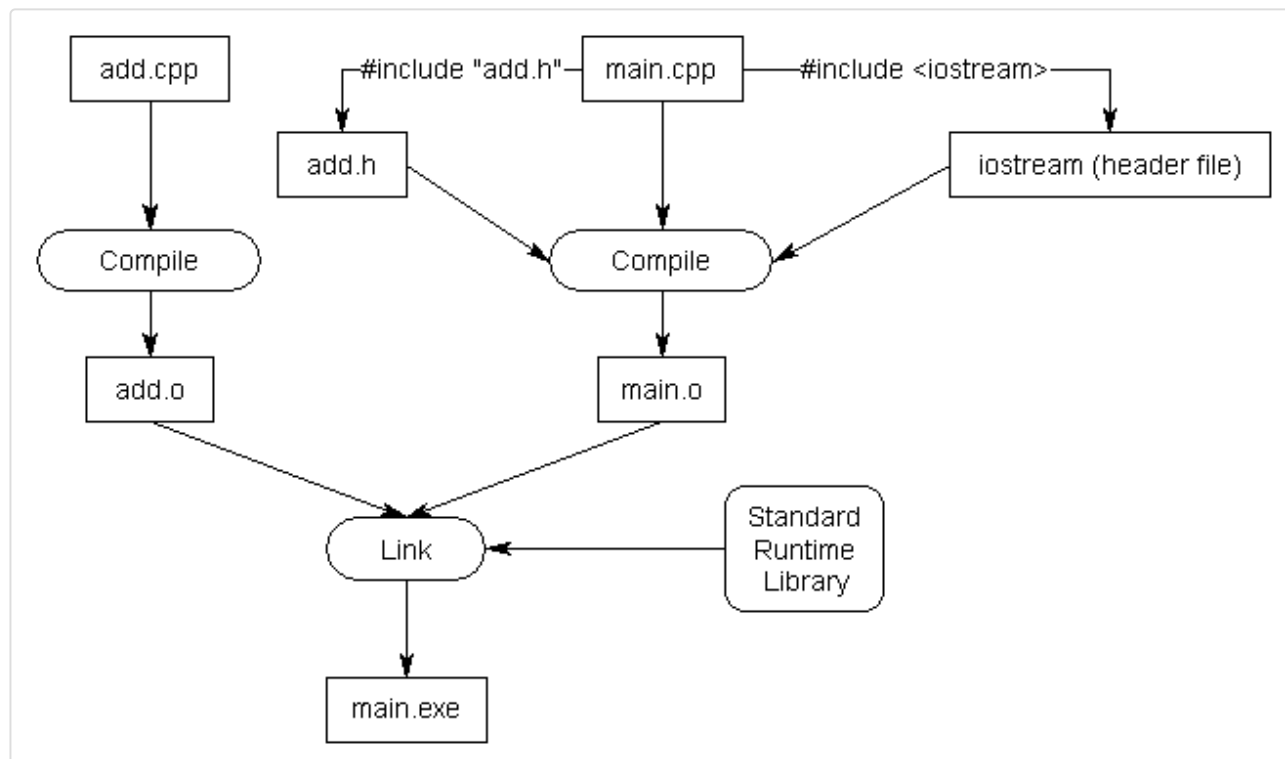 add.cpp
#include "add.h"
main.cpp
#include <iostream>
add.h
iostream (header file)
Compile
Compile
add.o
main.o
Link
Standard
Runtime
Library
main.exe